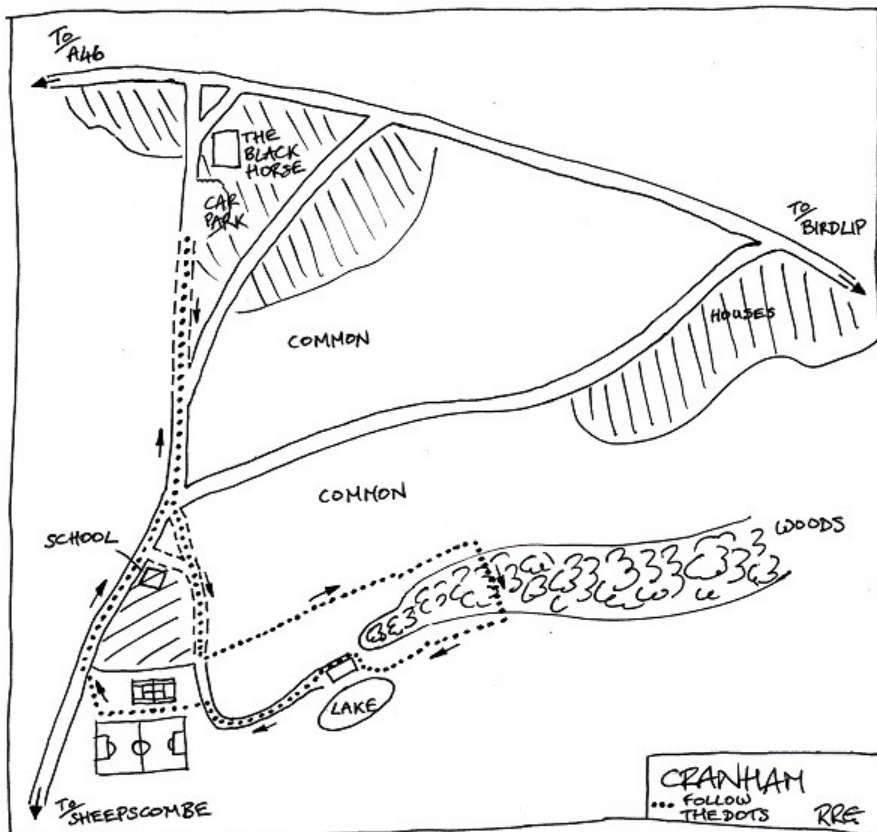 To
A46
THE
BLACK
HORSE
CAR
PARK
To
BIRDLIP
HOUSES
COMMON
COMMON
SCHOOL
WOODS
LAKE
To
SHEEPSCOMBE
CRANHAM
FOLLOW
THE DOTS
RRE